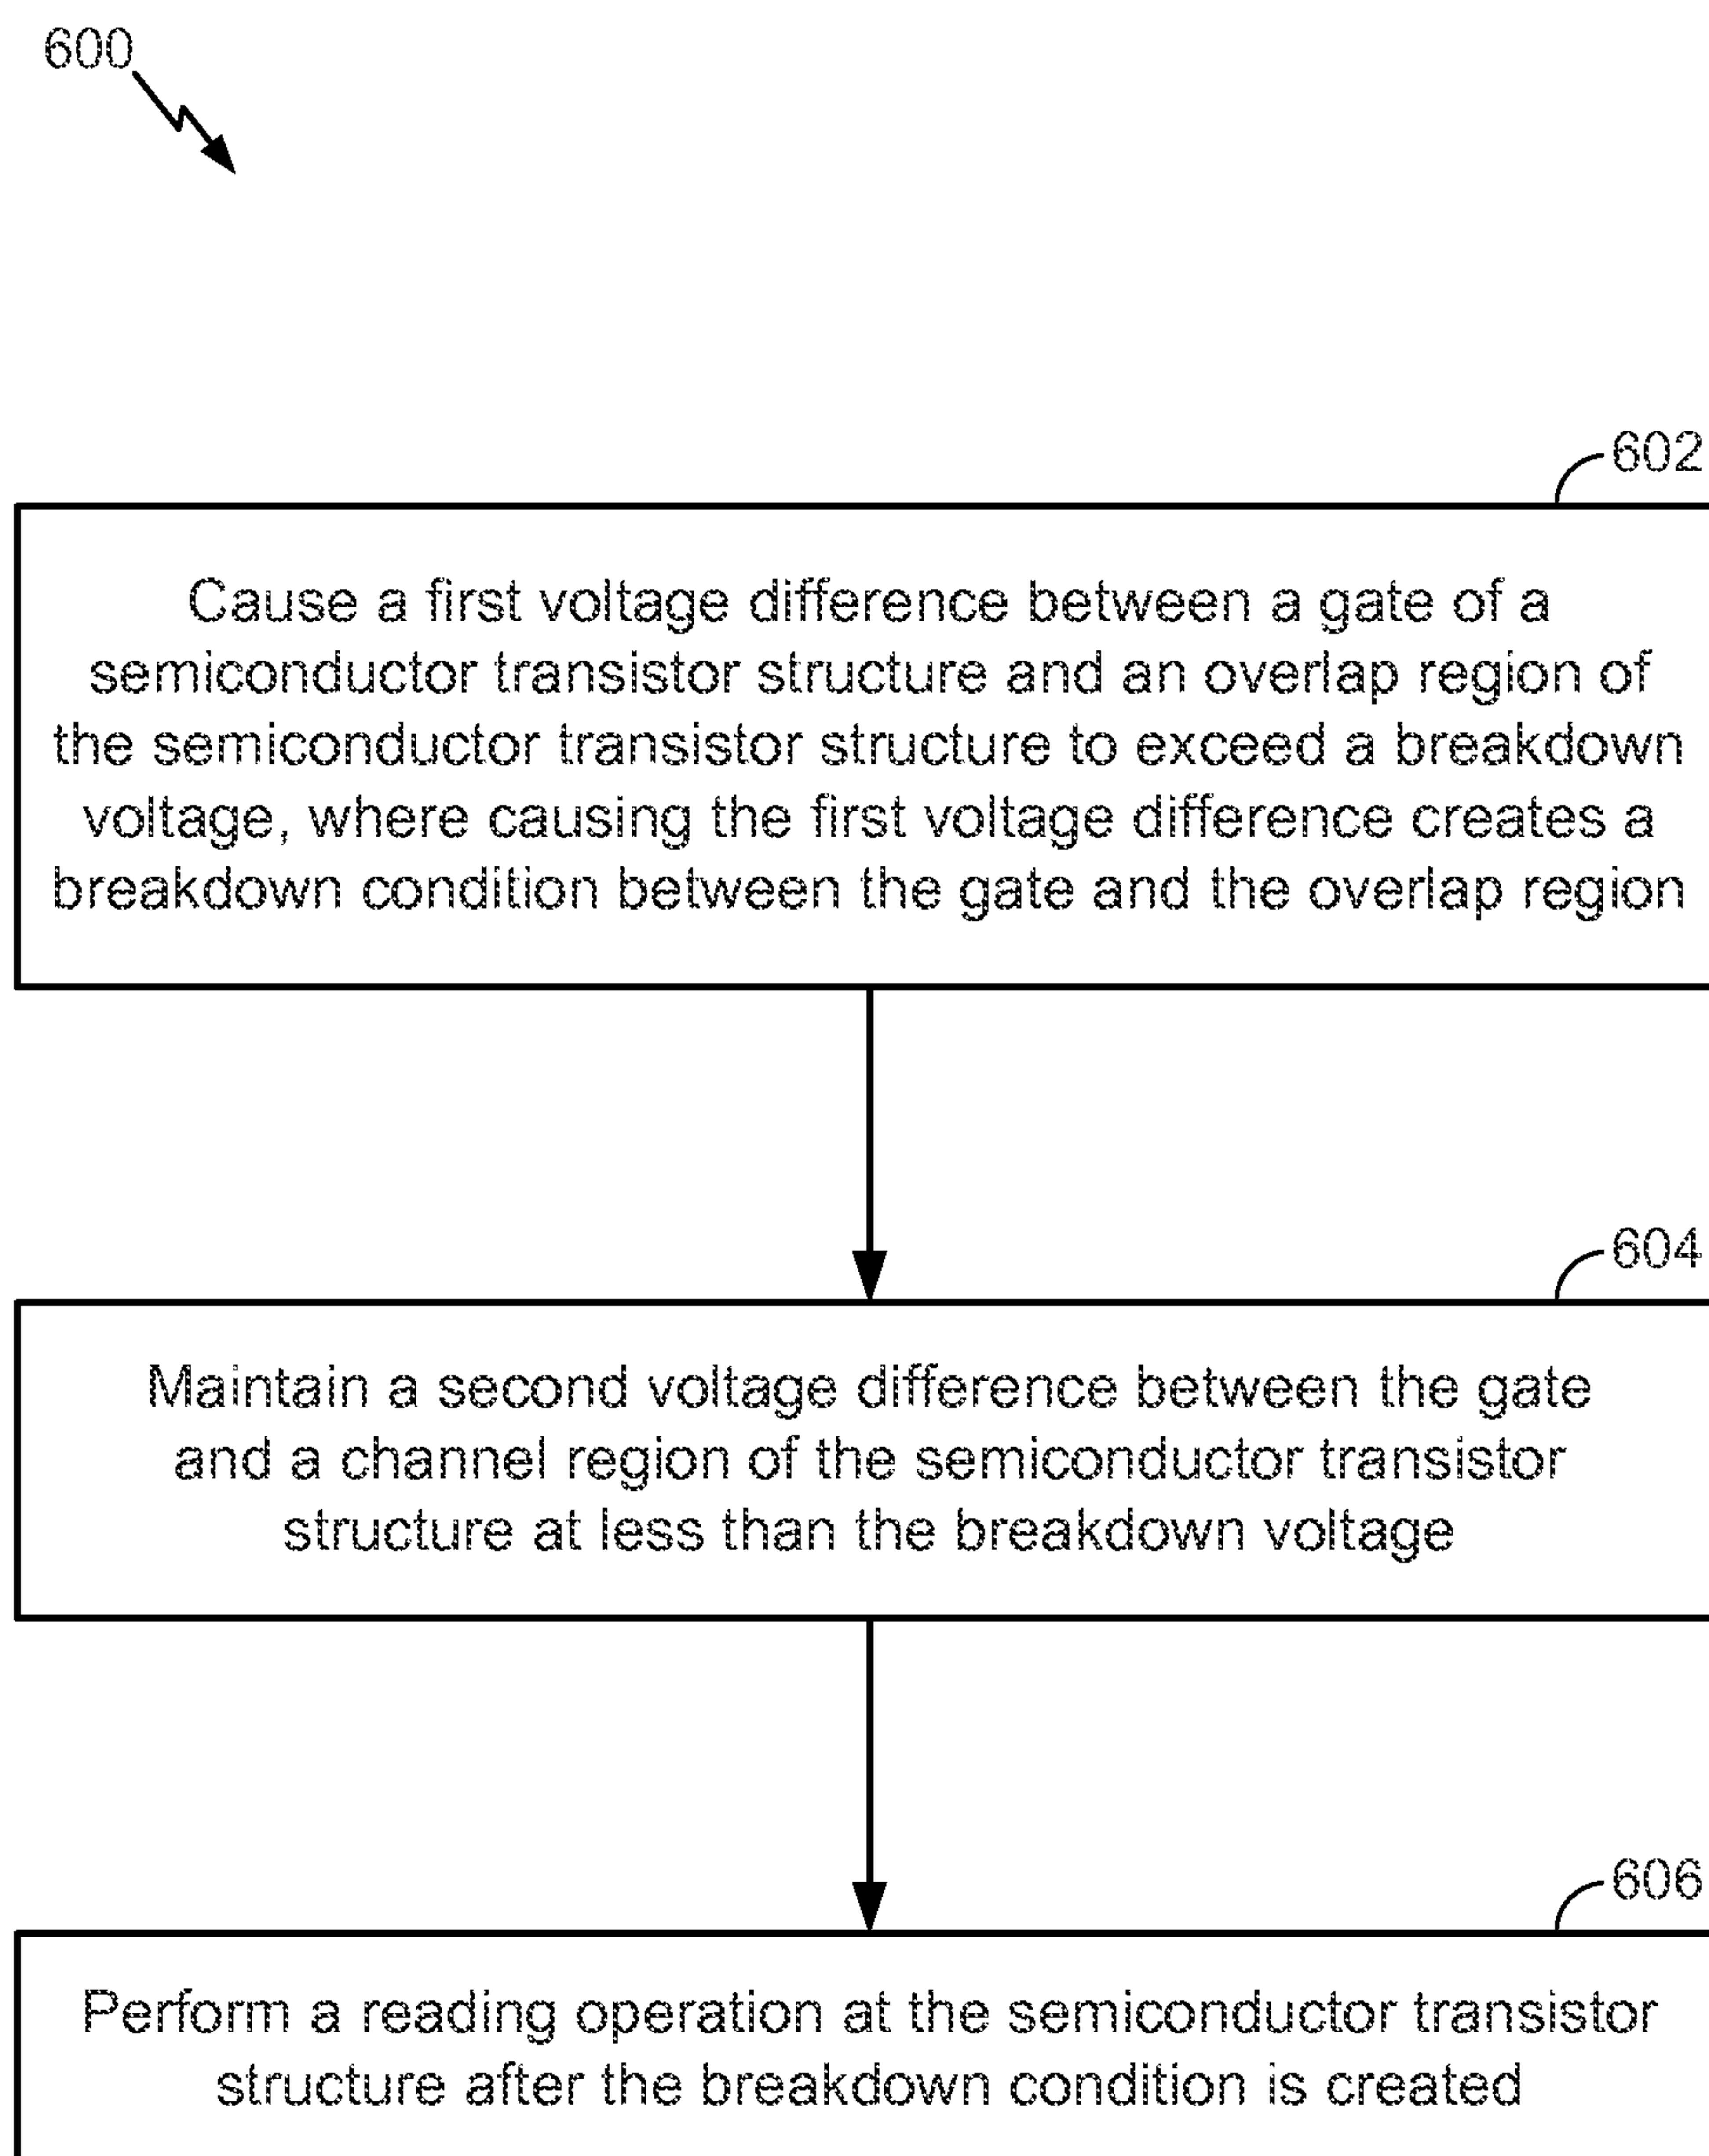 600
602
Cause a first voltage difference between a gate of a
semiconductor transistor structure and an overlap region of
the semiconductor transistor structure to exceed a breakdown
voltage, where causing the first voltage difference creates a
breakdown condition between the gate and the overlap region
604
Maintain a second voltage difference between the gate
and a channel region of the semiconductor transistor
structure at less than the breakdown voltage
606
Perform a reading operation at the semiconductor transistor
structure after the breakdown condition is created